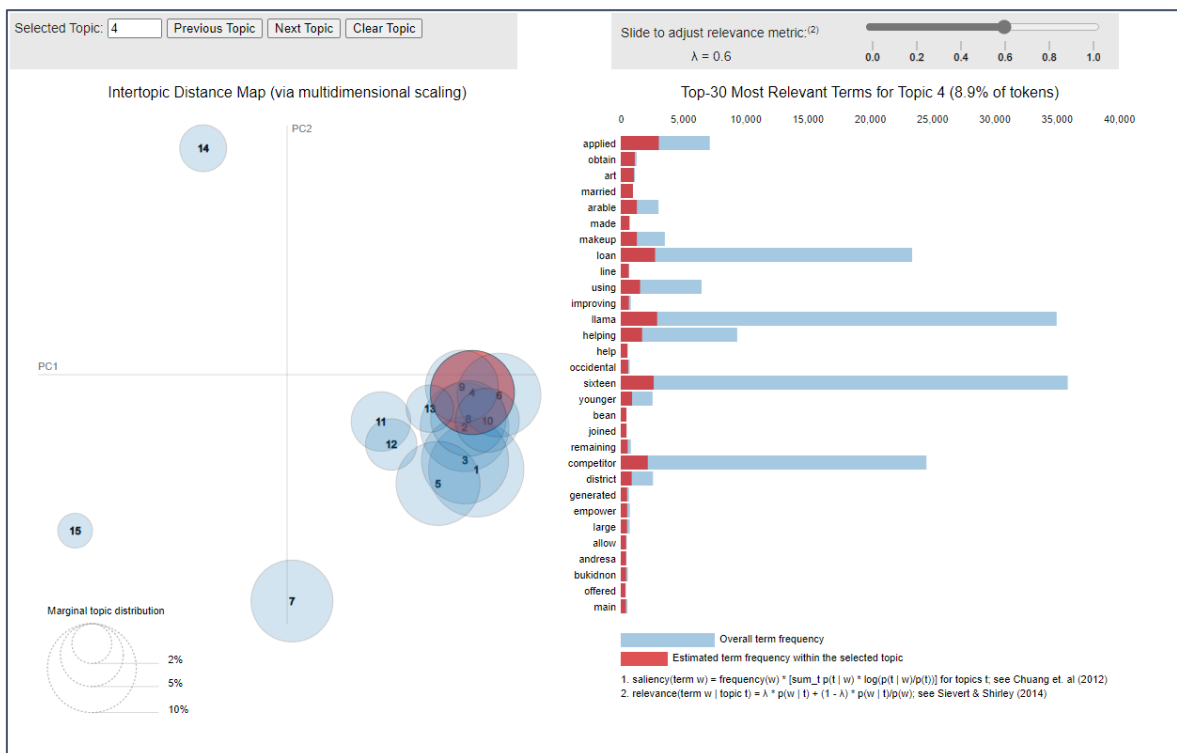 Selected Topic: 4 Previous Topic Next Topic Clear Topic
Slide to adjust relevance metric:(2)
λ = 0.6
0.0 0.2 0.4 0.6 0.8 1.0
Intertopic Distance Map (via multidimensional scaling)
PC2
PC1
14
9
4
6
13
8
10
2
11
12
3
1
5
15
7
Marginal topic distribution
2%
5%
10%
Top-30 Most Relevant Terms for Topic 4 (8.9% of tokens)
0 5,000 10,000 15,000 20,000 25,000 30,000 35,000 40,000
applied
obtain
art
married
arable
made
makeup
loan
line
using
improving
llama
helping
help
occidental
sixteen
younger
bean
joined
remaining
competitor
district
generated
empower
large
allow
andresa
bukidnon
offered
main
Overall term frequency
Estimated term frequency within the selected topic
1. saliency(term w) = frequency(w) * [sum_t p(t | w) * log(p(t | w)/p(t))] for topics t; see Chuang et. al (2012)
2. relevance(term w | topic t) = λ * p(w | t) + (1 - λ) * p(w | t)/p(w); see Sievert & Shirley (2014)